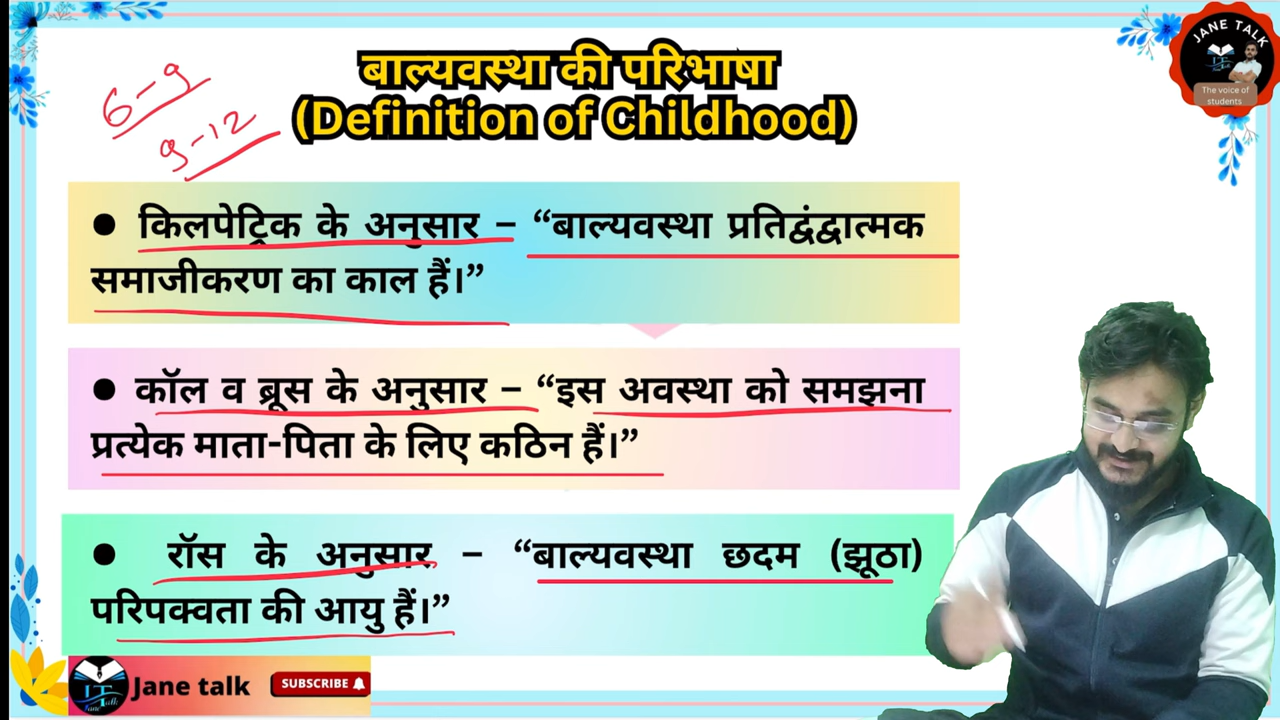 बाल्यवस्था की परिभाषा
(Definition of Childhood)
6-9
9-12
● किलपेट्रिक के अनुसार – “बाल्यवस्था प्रतिद्वंद्वात्मक
समाजीकरण का काल हैं।”
● कॉल व ब्रूस के अनुसार – “इस अवस्था को समझना
प्रत्येक माता-पिता के लिए कठिन हैं।”
● रॉस के अनुसार – “बाल्यवस्था छदम (झूठा)
परिपक्वता की आयु हैं।”
JANE TALK
The voice of
students
Jane talk
SUBSCRIBE